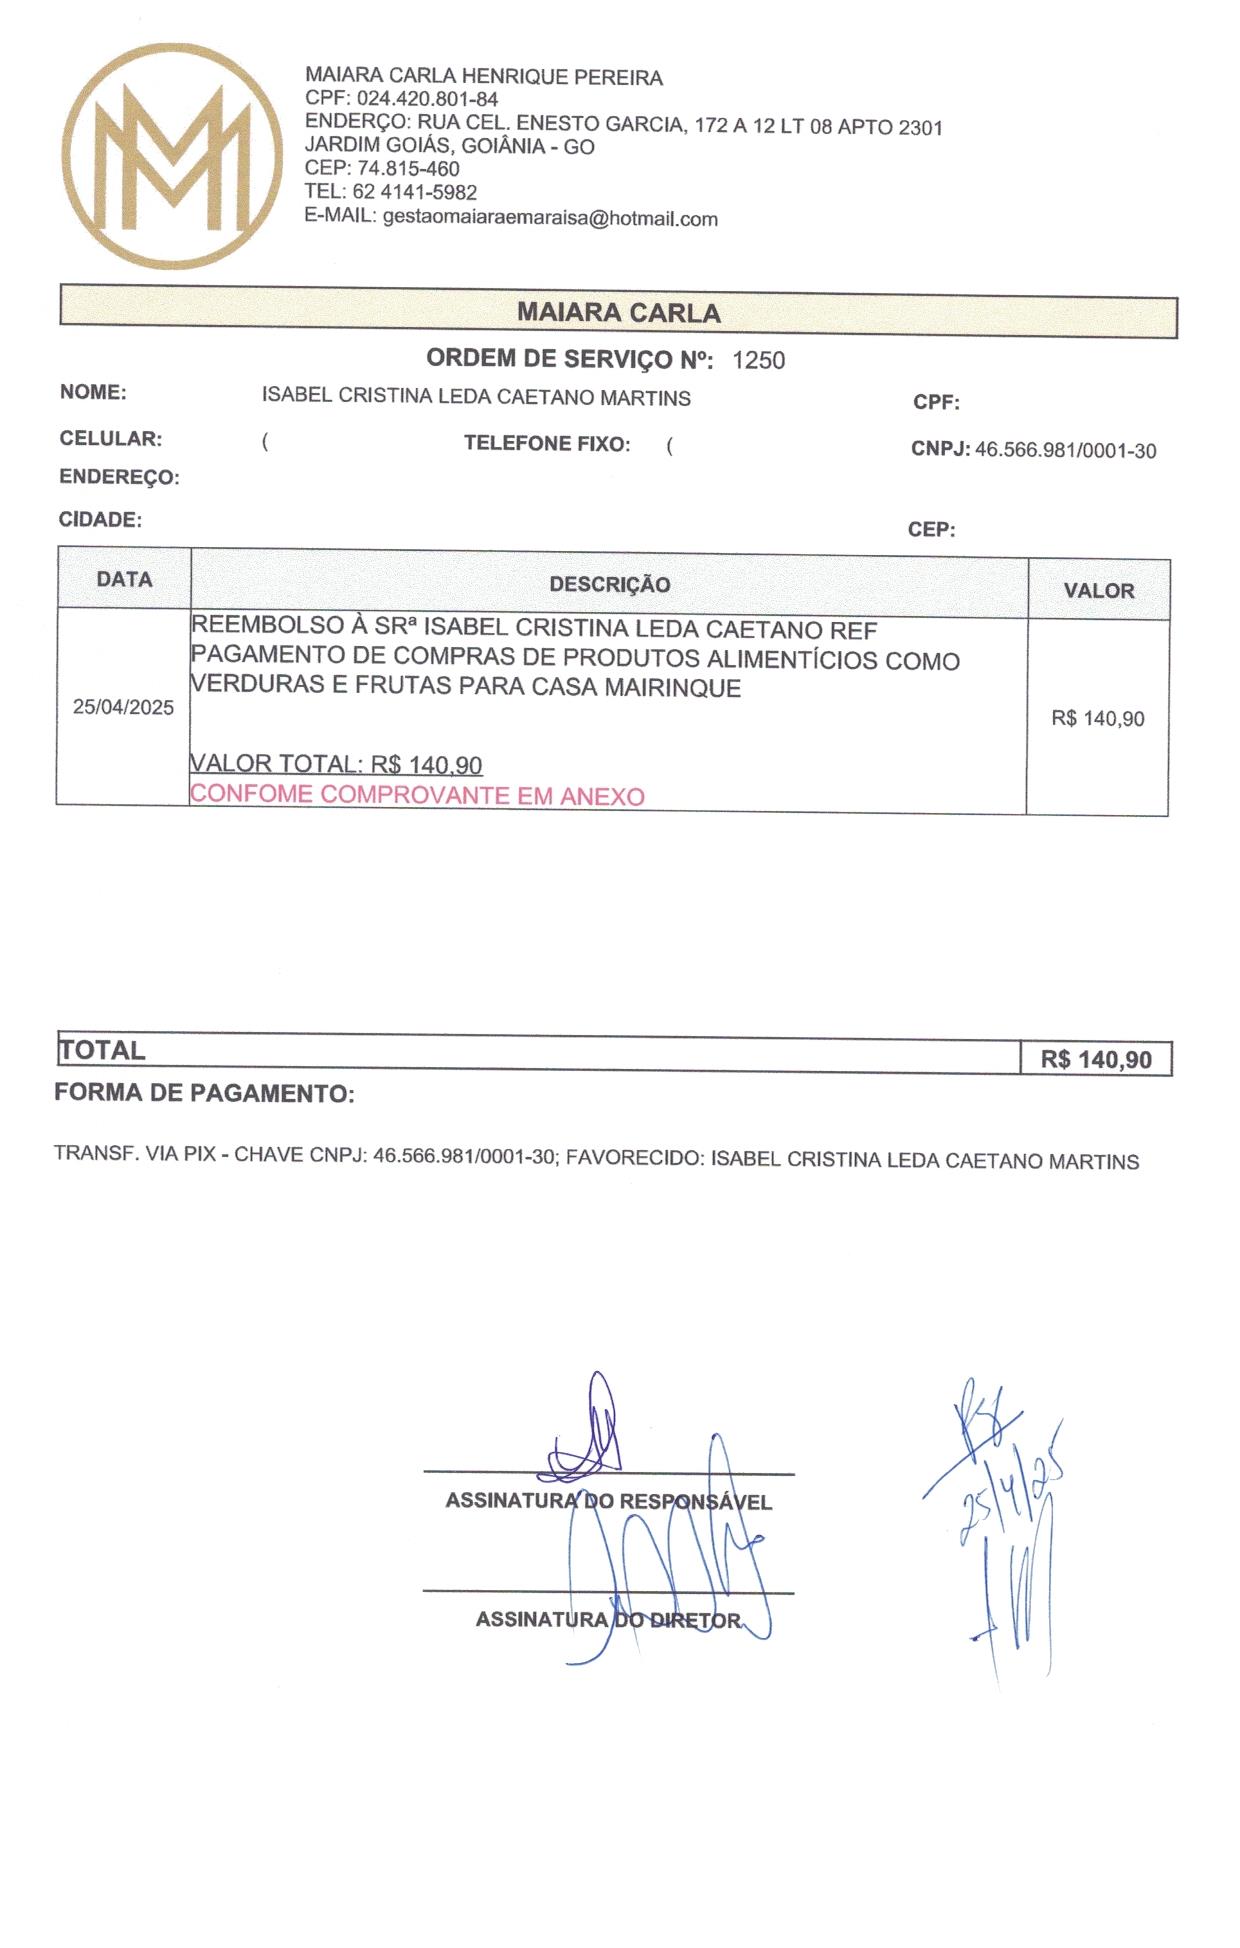 MAIARA CARLA HENRIQUE PEREIRA
CPF: 024.420.801-84
ENDERÇO: RUA CEL. ENESTO GARCIA, 172 A 12 LT 08 APTO 2301
JARDIM GOIÁS, GOIÂNIA - GO
CEP: 74.815-460
TEL: 62 4141-5982
E-MAIL: gestaomaiaraemaraisa@hotmail.com
MAIARA CARLA
ORDEM DE SERVIÇO Nº: 1250
NOME: ISABEL CRISTINA LEDA CAETANO MARTINS CPF:
CELULAR: ( TELEFONE FIXO: ( CNPJ: 46.566.981/0001-30
ENDEREÇO:
CIDADE: CEP:
DATA DESCRIÇÃO VALOR
REEMBOLSO À SRª ISABEL CRISTINA LEDA CAETANO REF
PAGAMENTO DE COMPRAS DE PRODUTOS ALIMENTÍCIOS COMO
VERDURAS E FRUTAS PARA CASA MAIRINQUE
25/04/2025 R$ 140,90
VALOR TOTAL: R$ 140,90
CONFOME COMPROVANTE EM ANEXO
TOTAL R$ 140,90
FORMA DE PAGAMENTO:
TRANSF. VIA PIX - CHAVE CNPJ: 46.566.981/0001-30; FAVORECIDO: ISABEL CRISTINA LEDA CAETANO MARTINS
25/4/25
ASSINATURA DO RESPONSÁVEL
ASSINATURA DO DIRETOR